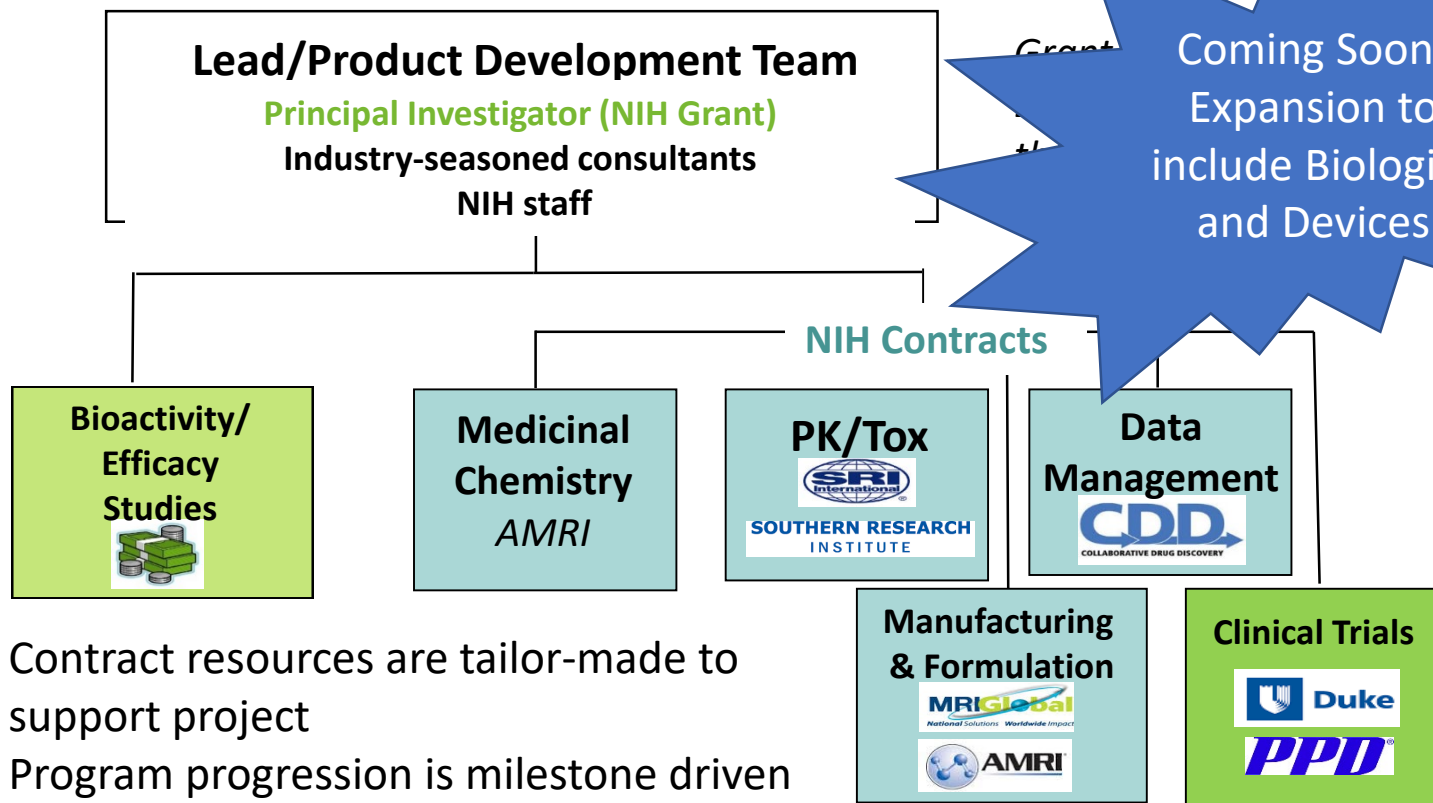 Lead/Product Development Team
Principal Investigator (NIH Grant)
Industry-seasoned consultants
NIH staff
Grant
Coming Soon
Expansion to
include Biologi
and Devices
NIH Contracts
Bioactivity/
Efficacy
Studies
Medicinal
Chemistry
AMRI
PK/Tox
SRI
International
SOUTHERN RESEARCH
INSTITUTE
Data
Management
CDD
COLLABORATIVE DRUG DISCOVERY
Manufacturing
& Formulation
MRIGlobal
National Solutions Worldwide Impact
AMRI
Clinical Trials
Duke
PPD
Contract resources are tailor-made to
support project
Program progression is milestone driven